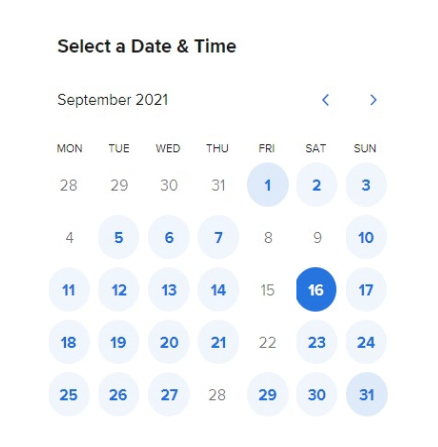 Select a Date & Time
September 2021
MON TUE WED THU FRI SAT SUN
28 29 30 31 1 2 3
4 5 6 7 8 9 10
11 12 13 14 15 16 17
18 19 20 21 22 23 24
25 26 27 28 29 30 31